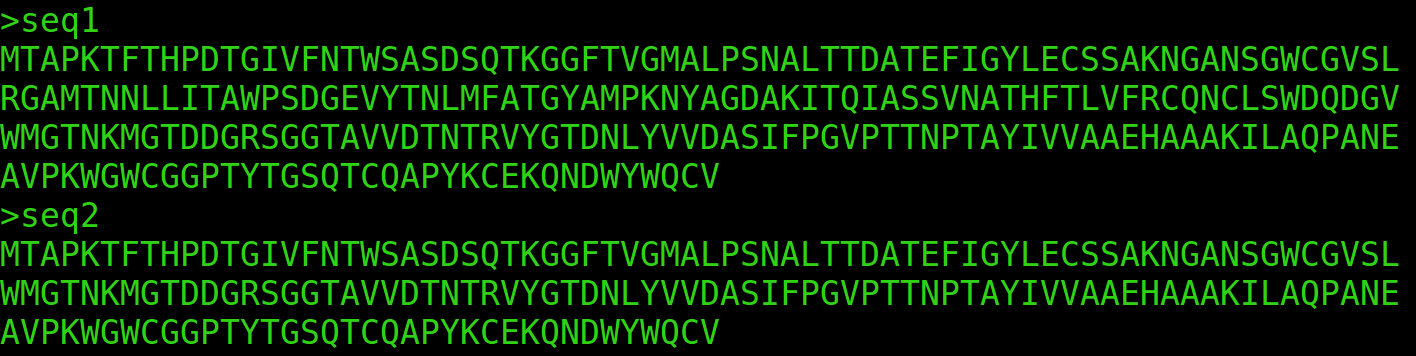 >seq1
MTAPKTFTHPDTGIVFNTWSASDSQTKGGFTVGMALPSNALTTDATEFIGYLECSSAKNGANSGWCGVSL
RGAMTNNLLITAWPSDGEVYTNLMFATGYAMPKNYAGDAKITQIASSVNATHFTLVFRCQNCLSWDQDGV
WMGTNKMGTDDGRSGGTAVVDTNTRVYGTDNLYVVDASIFPGVPTTNPTAYIVVAAEHAAAKILAQPANE
AVPKWGWCGGPTYTGSQTCQAPYKCEKQNDWYWQCV
>seq2
MTAPKTFTHPDTGIVFNTWSASDSQTKGGFTVGMALPSNALTTDATEFIGYLECSSAKNGANSGWCGVSL
WMGTNKMGTDDGRSGGTAVVDTNTRVYGTDNLYVVDASIFPGVPTTNPTAYIVVAAEHAAAKILAQPANE
AVPKWGWCGGPTYTGSQTCQAPYKCEKQNDWYWQCV